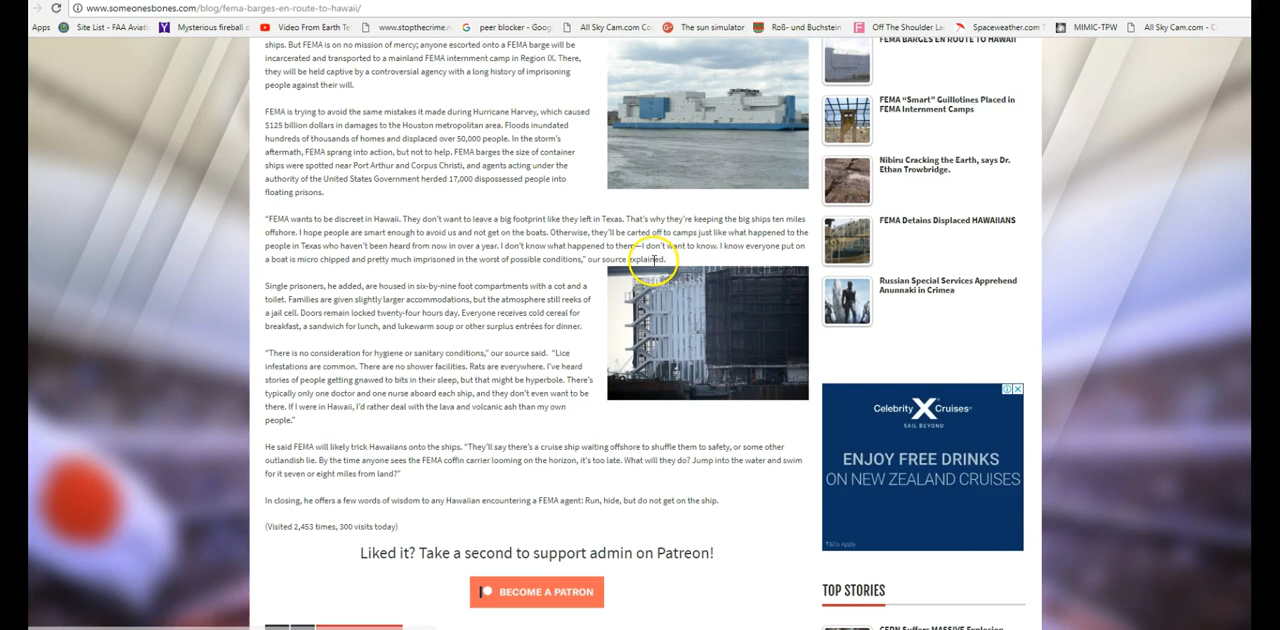 www.someonesbones.com/blog/fema-barges-en-route-to-hawaii/
Apps Site List - FAA Aviati Mysterious fireball Video From Earth Te www.stopthecrime.n peer blocker - Goog All Sky Cam.com Co The sun simulator Roß- und Buchstein Off The Shoulder La Spaceweather.com T MIMIC-TPW All Sky Cam.com - C
ships. But FEMA is on no mission of mercy; anyone escorted onto a FEMA barge will be
incarcerated and transported to a mainland FEMA internment camp in Region IX. There,
they will be held captive by a controversial agency with a long history of imprisoning
people against their will.
FEMA is trying to avoid the same mistakes it made during Hurricane Harvey, which caused
$125 billion dollars in damages to the Houston metropolitan area. Floods inundated
hundreds of thousands of homes and displaced over 50,000 people. In the storm's
aftermath, FEMA sprang into action, but not to help. FEMA barges the size of container
ships were spotted near Port Arthur and Corpus Christi, and agents acting under the
authority of the United States Government herded 17,000 dispossessed people into
floating prisons.
"FEMA wants to be discreet in Hawaii. They don't want to leave a big footprint like they left in Texas. That's why they're keeping the big ships ten miles
offshore. I hope people are smart enough to avoid us and not get on the boats. Otherwise, they'll be carted off to camps just like what happened to the
people in Texas who haven't been heard from now in over a year. I don't know what happened to them—I don't want to know. I know everyone put on
a boat is micro chipped and pretty much imprisoned in the worst of possible conditions," our source explained.
Single prisoners, he added, are housed in six-by-nine foot compartments with a cot and a
toilet. Families are given slightly larger accommodations, but the atmosphere still reeks of
a jail cell. Doors remain locked twenty-four hours day. Everyone receives cold cereal for
breakfast, a sandwich for lunch, and lukewarm soup or other surplus entrées for dinner.
"There is no consideration for hygiene or sanitary conditions," our source said. "Lice
infestations are common. There are no shower facilities. Rats are everywhere. I've heard
stories of people getting gnawed to bits in their sleep, but that might be hyperbole. There's
typically only one doctor and one nurse aboard each ship, and they don't even want to be
there. If I were in Hawaii, I'd rather deal with the lava and volcanic ash than my own
people."
He said FEMA will likely trick Hawaiians onto the ships. "They'll say there's a cruise ship waiting offshore to shuffle them to safety, or some other
outlandish lie. By the time anyone sees the FEMA coffin carrier looming on the horizon, it's too late. What will they do? Jump into the water and swim
for it seven or eight miles from land?"
In closing, he offers a few words of wisdom to any Hawaiian encountering a FEMA agent: Run, hide, but do not get on the ship.
(Visited 2,453 times, 300 visits today)
Liked it? Take a second to support admin on Patreon!
BECOME A PATRON
FEMA BARGES EN ROUTE TO HAWAII
FEMA "Smart" Guillotines Placed in
FEMA Internment Camps
Nibiru Cracking the Earth, says Dr.
Ethan Trowbridge.
FEMA Detains Displaced HAWAIIANS
Russian Special Services Apprehend
Anunnaki in Crimea
Celebrity X Cruises
SAIL BEYOND
ENJOY FREE DRINKS
ON NEW ZEALAND CRUISES
T&Cs Apply
TOP STORIES
CERN Suffers MASSIVE Explosion